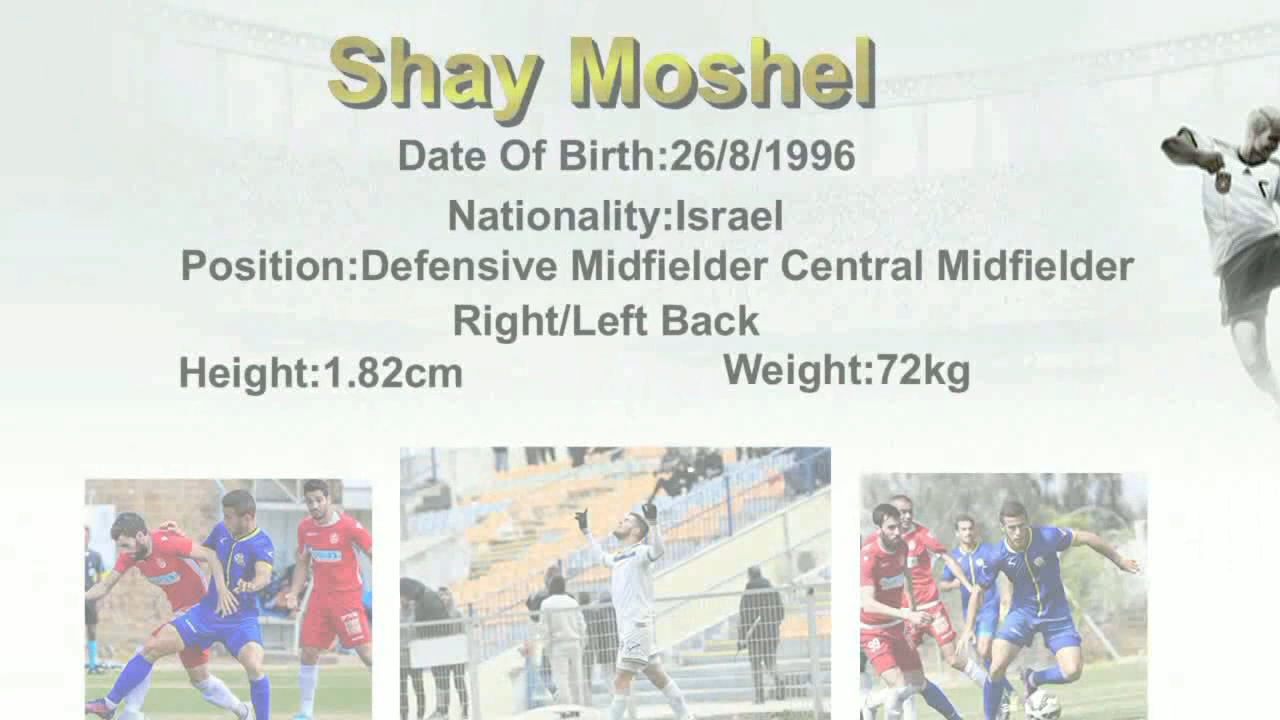 Shay Moshel
Date Of Birth:26/8/1996
Nationality:Israel
Position:Defensive Midfielder Central Midfielder
Right/Left Back
Height:1.82cm
Weight:72kg